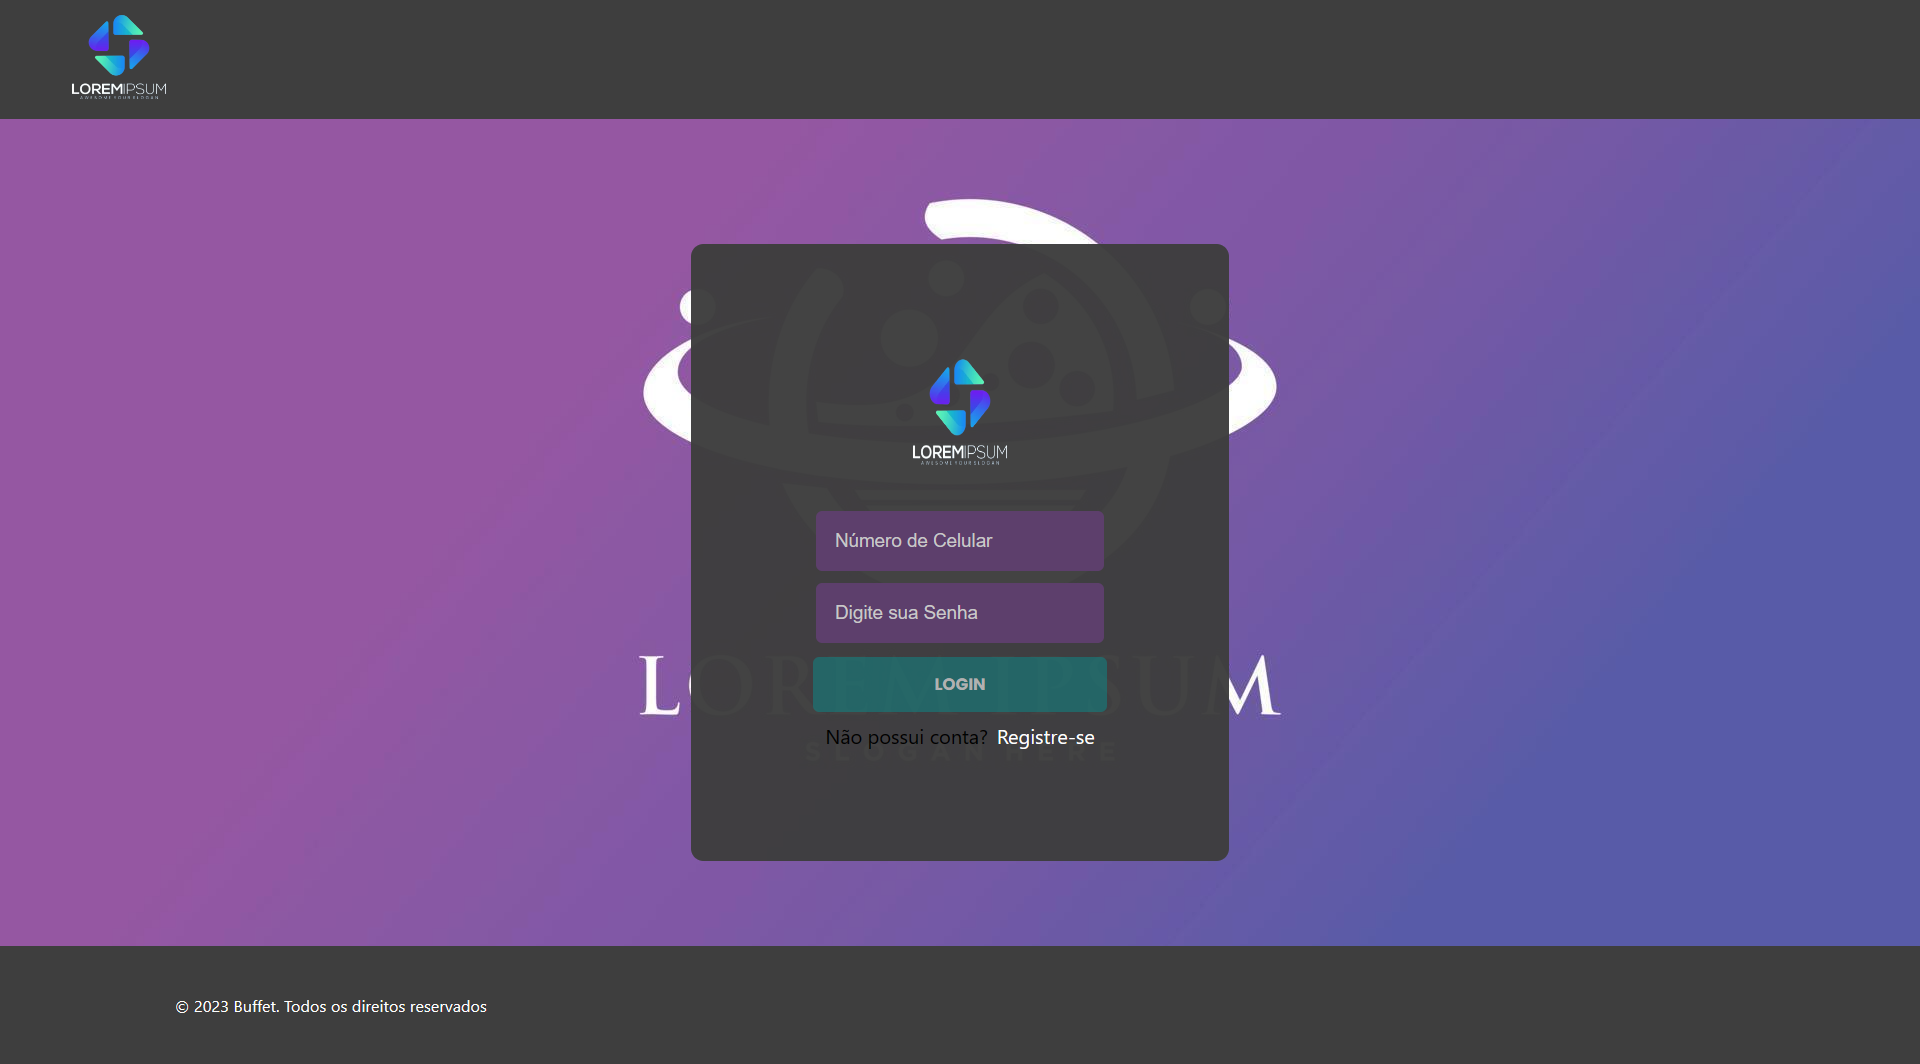 LOREMIPSUM
AWESOME YOUR SLOGAN
LOREMIPSUM
AWESOME YOUR SLOGAN
Número de Celular
Digite sua Senha
LOREM IPSUM
LOGIN
Não possui conta? Registre-se
SLOGAN HERE
© 2023 Buffet. Todos os direitos reservados